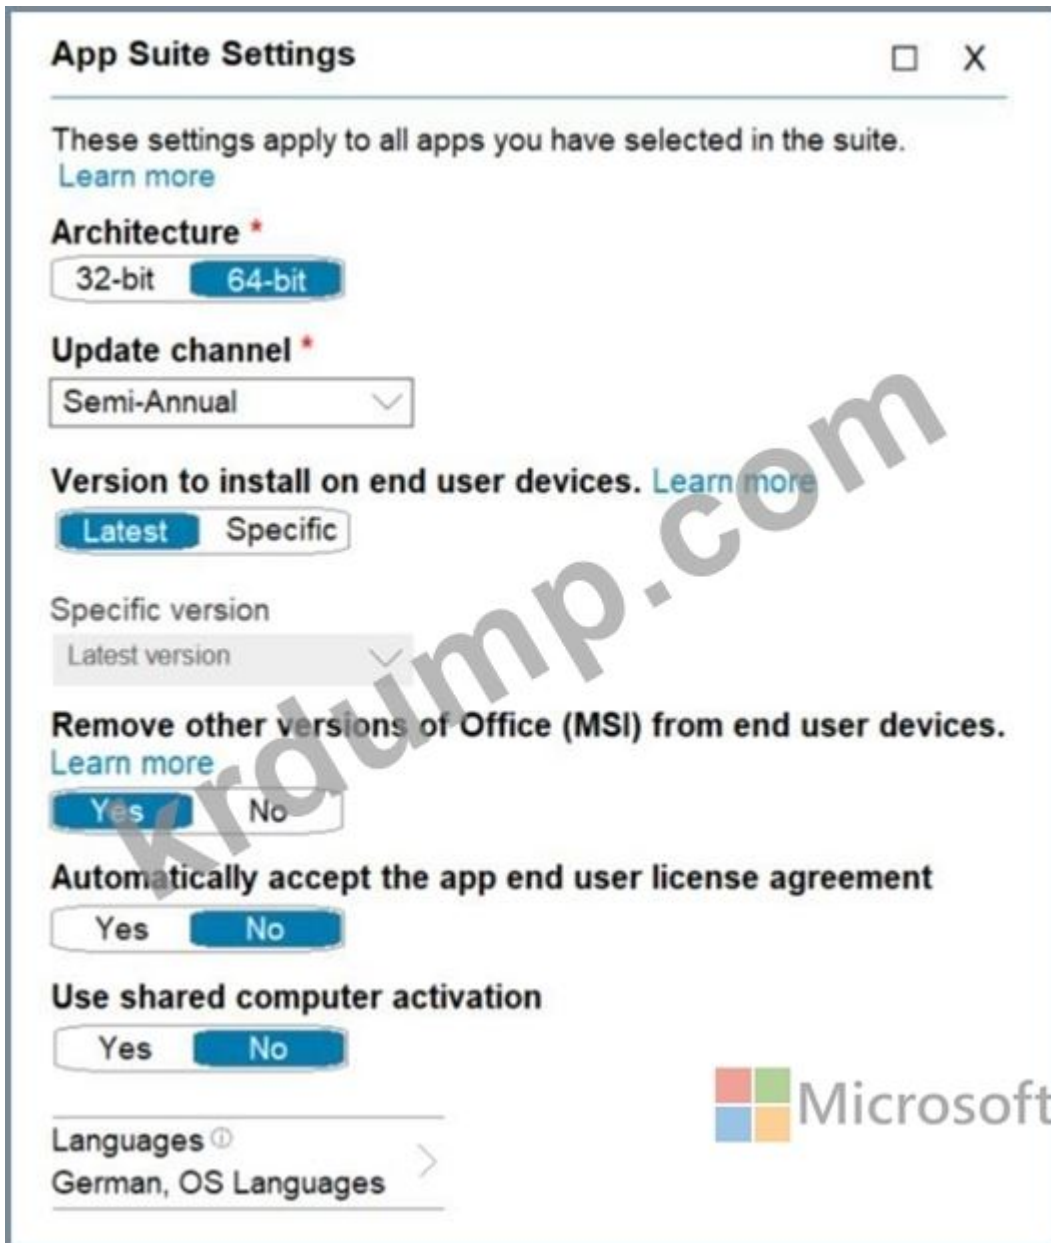 App Suite Settings
X
These settings apply to all apps you have selected in the suite.
Learn more
Architecture *
32-bit 64-bit
Update channel *
Semi-Annual
Version to install on end user devices. Learn more
Latest Specific
Specific version
Latest version
Remove other versions of Office (MSI) from end user devices.
Learn more
Yes No
Automatically accept the app end user license agreement
Yes No
Use shared computer activation
Yes No
Languages
German, OS Languages
Microsoft
krdump.com